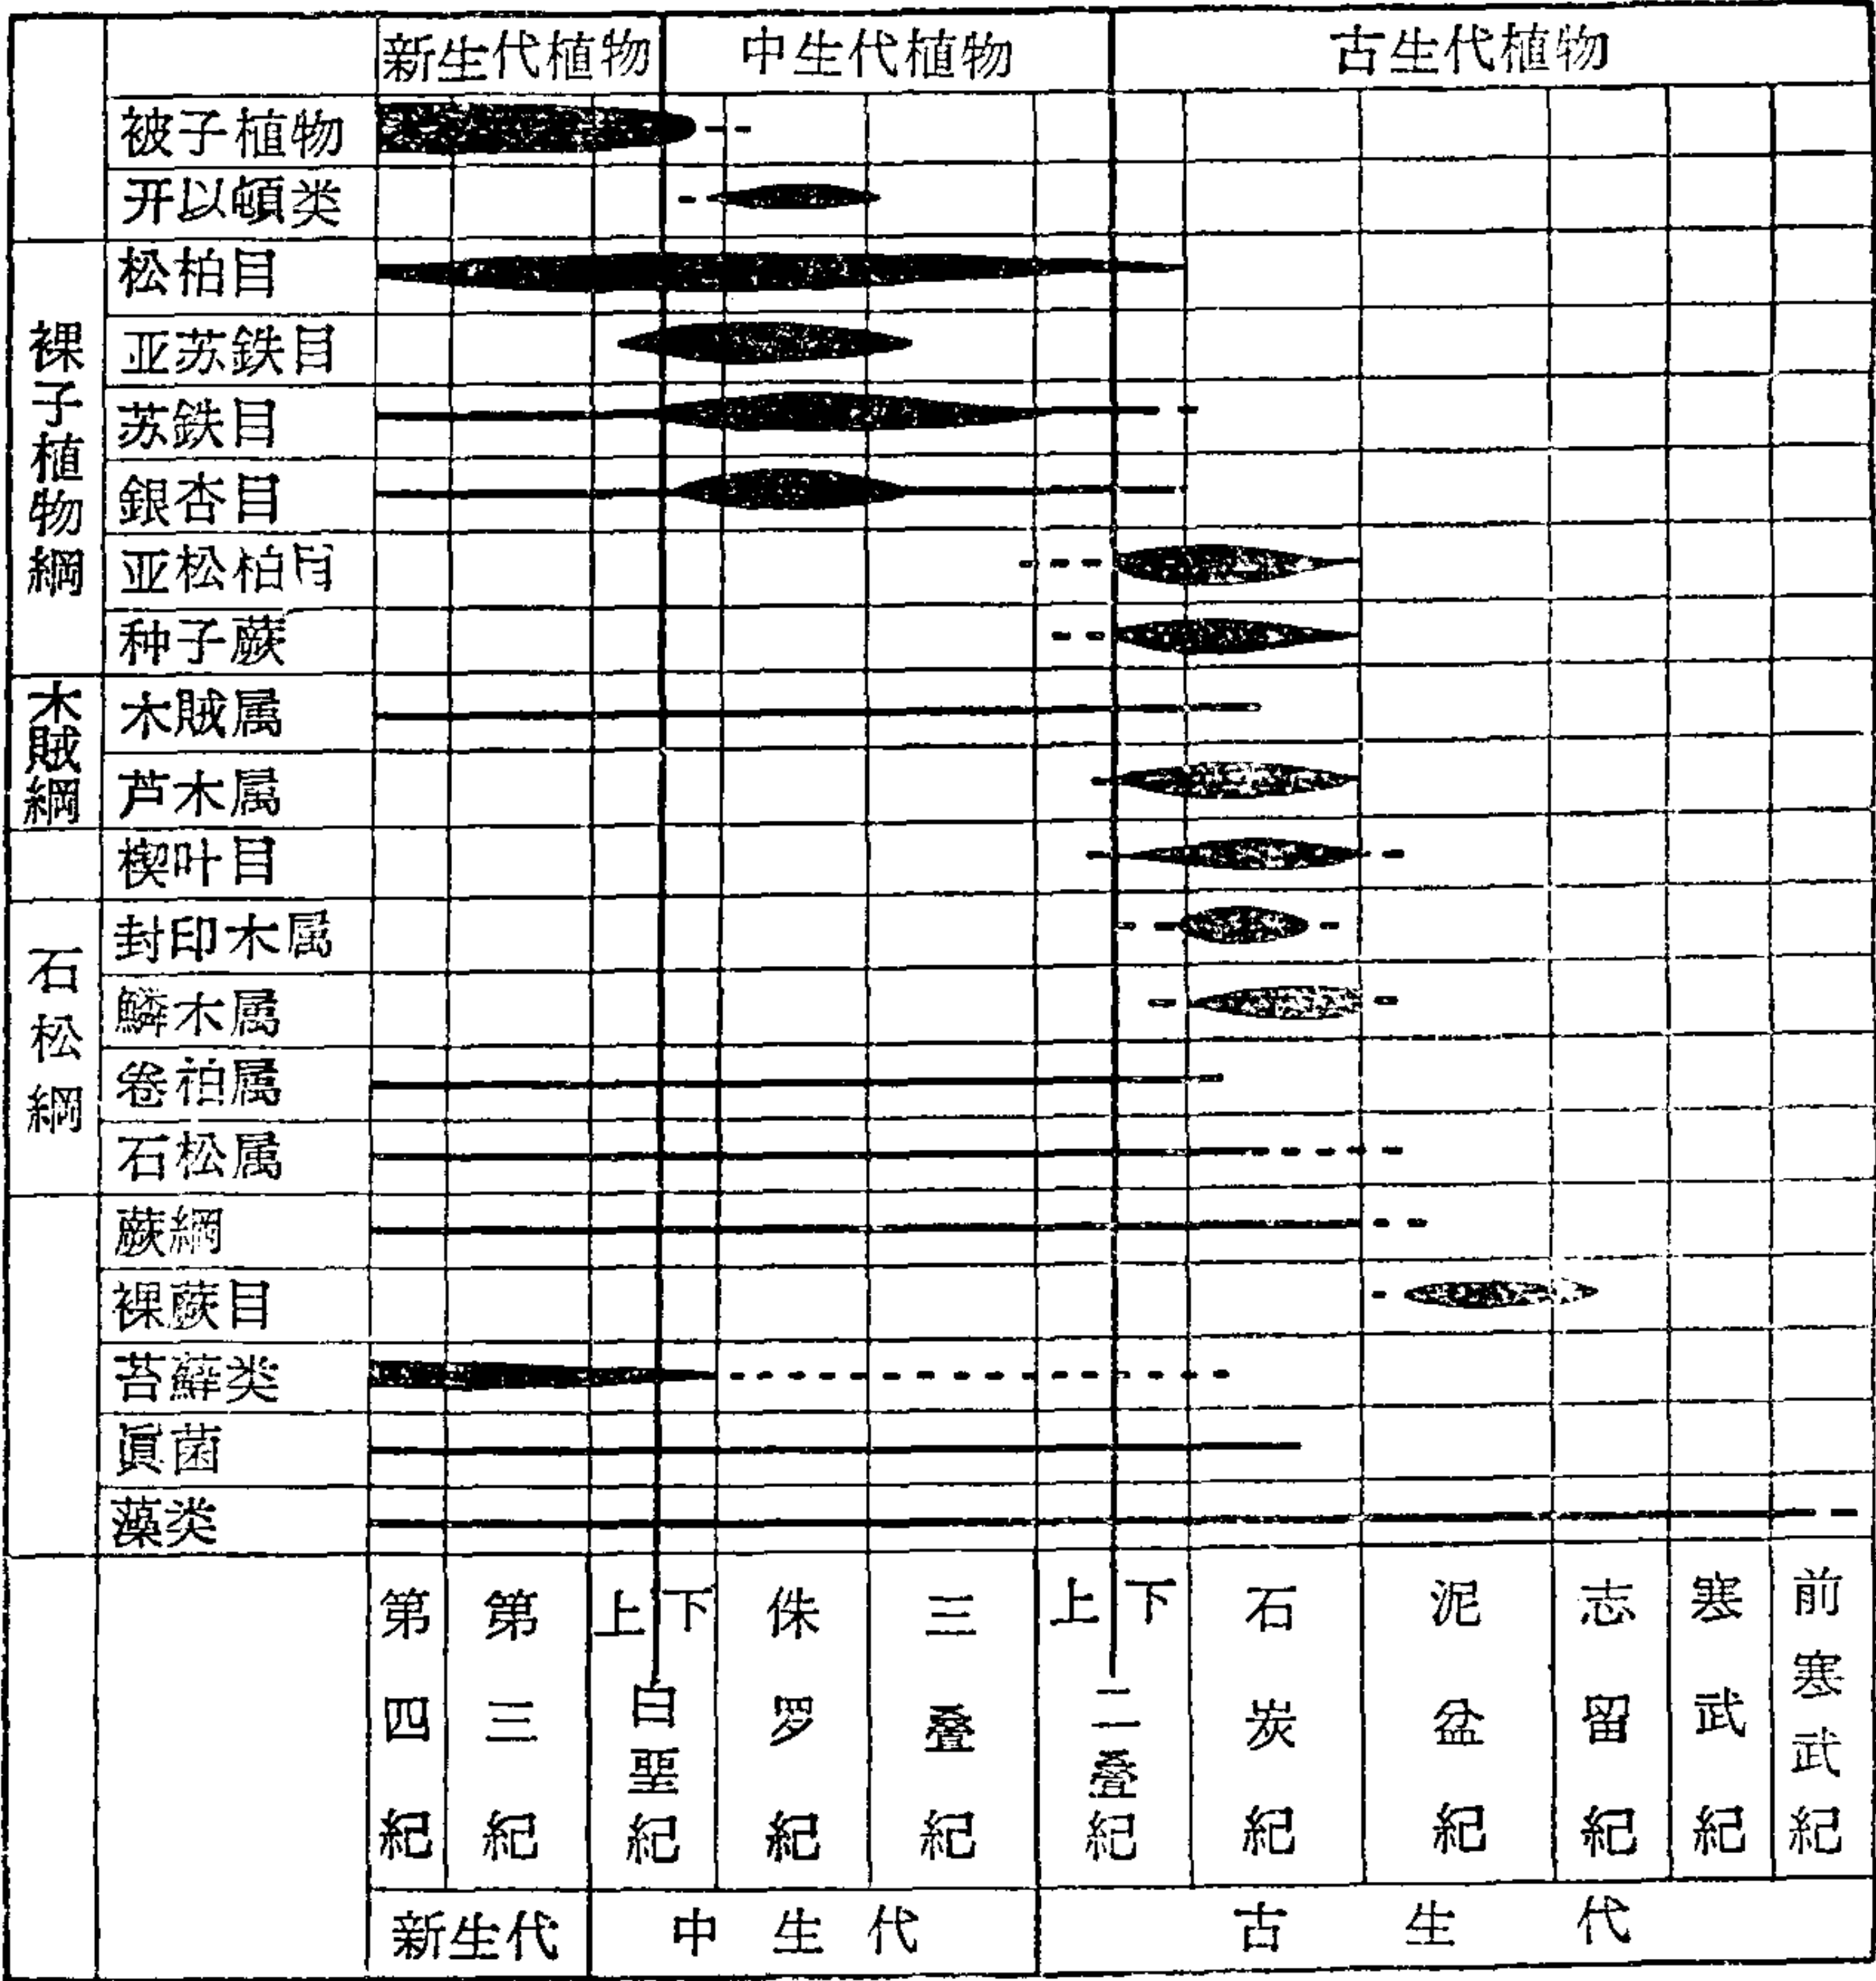 新生代植物 中生代植物 古生代植物
被子植物
开以頓类
裸子植物綱
松柏目
亚苏鉄目
苏鉄目
銀杏目
亚松柏目
种子蕨
木賊綱
木賊属
芦木属
楔叶目
石松綱
封印木属
鱗木属
卷柏属
石松属
蕨綱
裸蕨目
苔蘚类
眞菌
藻类
第四紀
第三紀
上 下
白垩紀
侏罗紀
三叠紀
上 下
二叠紀
石炭紀
泥盆紀
志留紀
寒武紀
前寒武紀
新生代 中生代 古生代